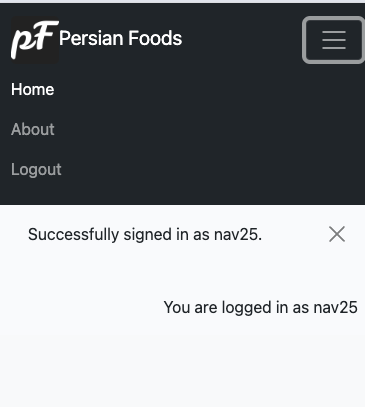 pF Persian Foods
Home
About
Logout
Successfully signed in as nav25.
You are logged in as nav25